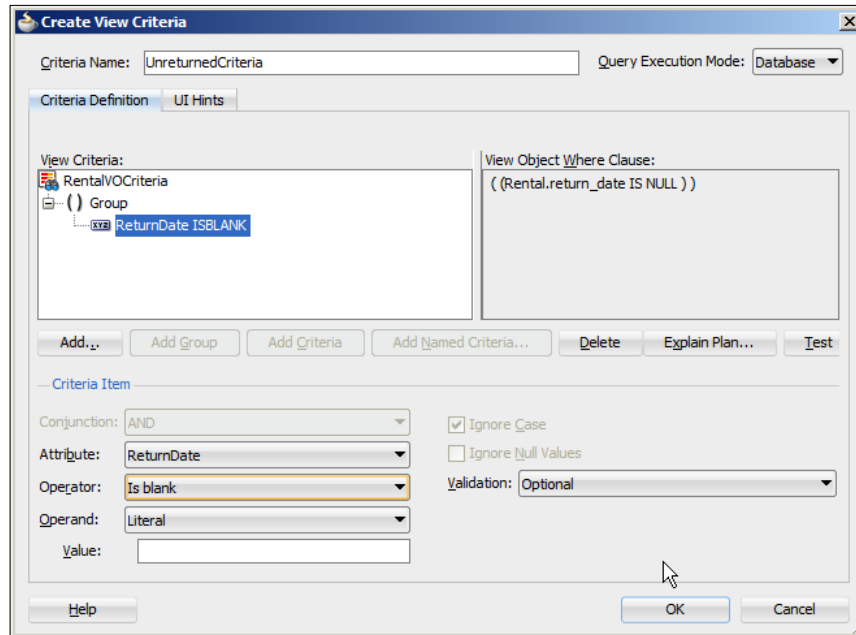 Create View Criteria
Criteria Name: UnreturnedCriteria Query Execution Mode: Database
Criteria Definition UI Hints
View Criteria: View Object Where Clause:
RentalVOCriteria
( ) Group
ReturnDate ISBLANK
( (Rental.return_date IS NULL ) )
Add... Add Group Add Criteria Add Named Criteria... Delete Explain Plan... Test
Criteria Item
Conjunction: AND Ignore Case
Attribute: ReturnDate Ignore Null Values
Operator: Is blank Validation: Optional
Operand: Literal
Value:
Help OK Cancel